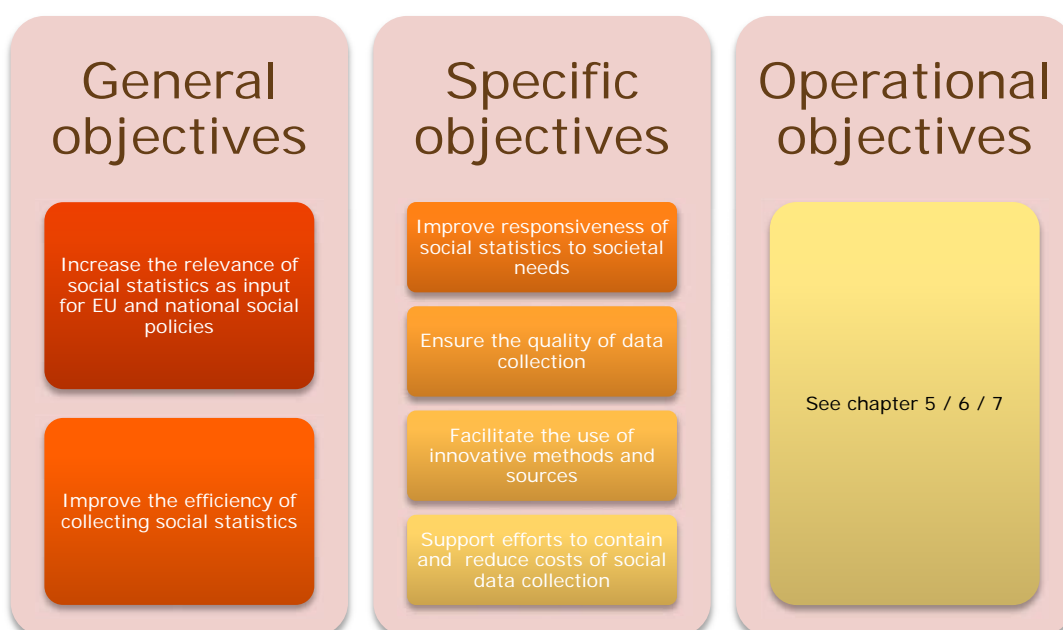 General
objectives
Increase the relevance of
social statistics as input
for EU and national social
policies
Improve the efficiency of
collecting social statistics
Specific
objectives
Improve responsiveness of
social statistics to societal
needs
Ensure the quality of data
collection
Facilitate the use of
innovative methods and
sources
Support efforts to contain
and reduce costs of social
data collection
Operational
objectives
See chapter 5 / 6 / 7